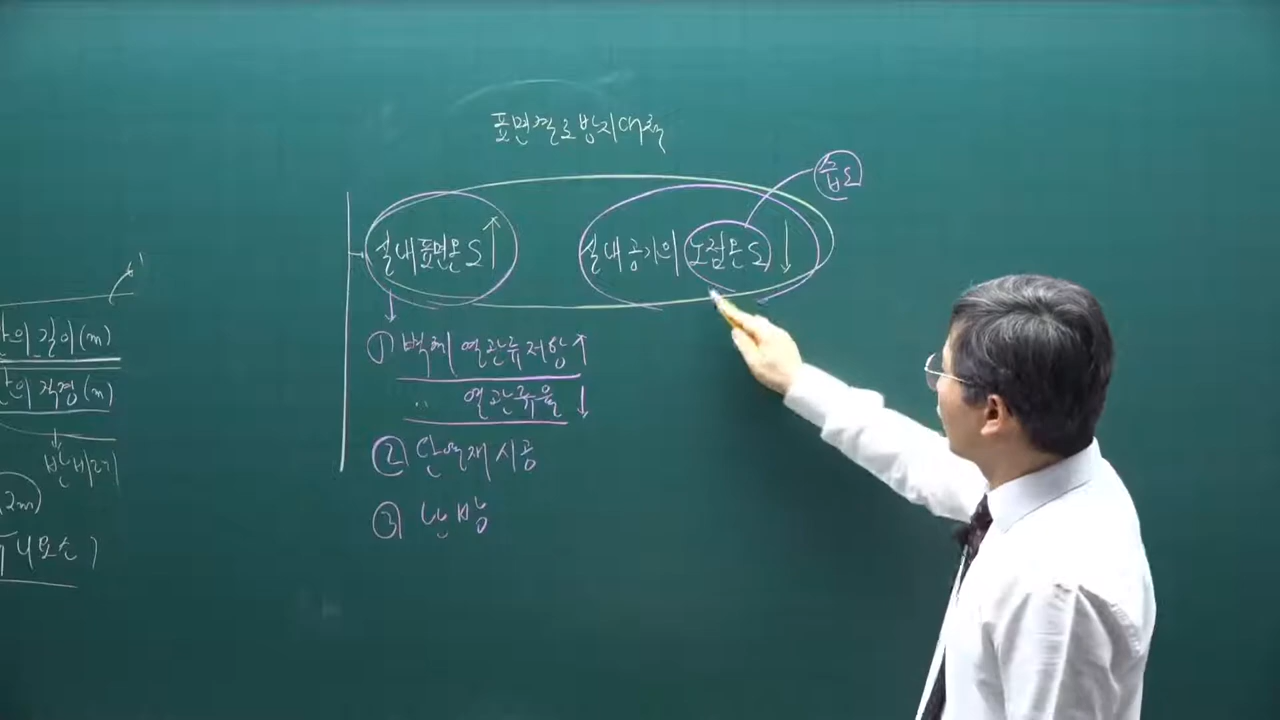 표면결로방지대책
습도
실내표면온도↑ 실내공기의 노점온도↓
① 벽체 열관류저항↑
〃 열관류율↓
② 단열재시공
③ 난방
관의 길이(m)
관의 직경(m)
반비례